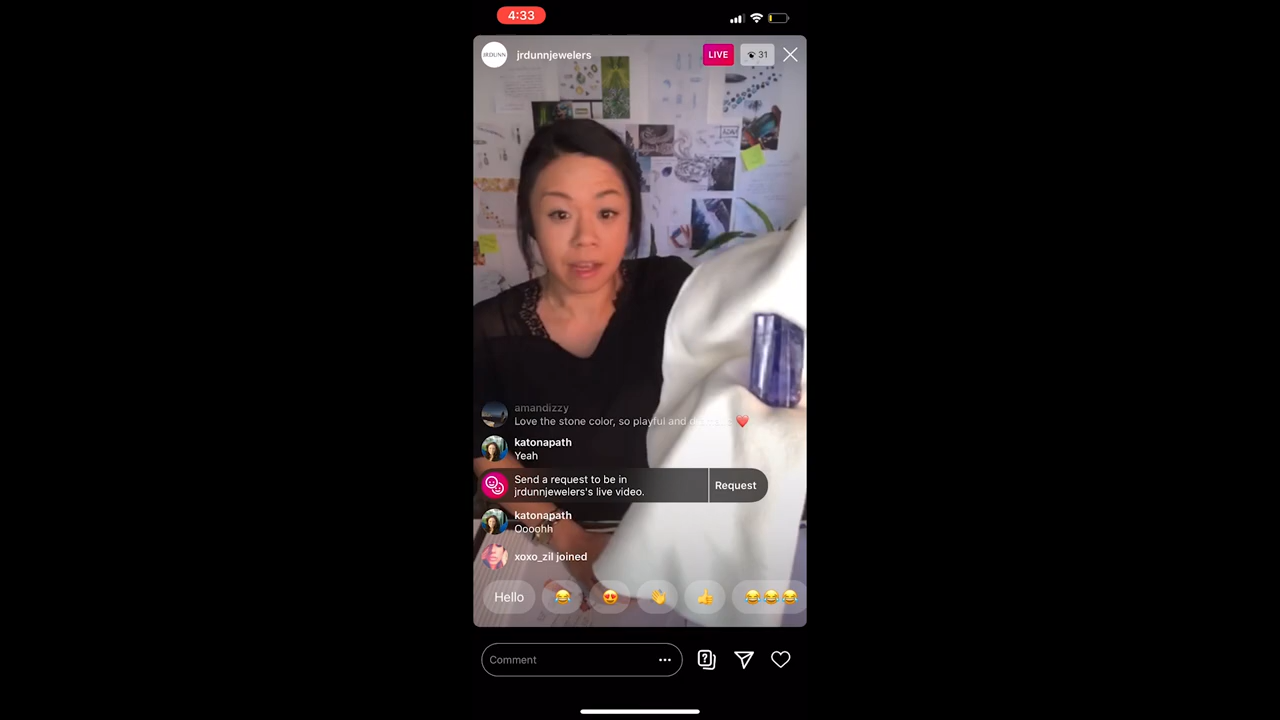 4:33
JRDUNN
jrdunnjewelers
LIVE
31
amandizzy
Love the stone color, so playful and
katonapath
Yeah
Send a request to be in
jrdunnjewelers's live video.
Request
katonapath
Oooohh
xoxo_zil joined
Hello
Comment